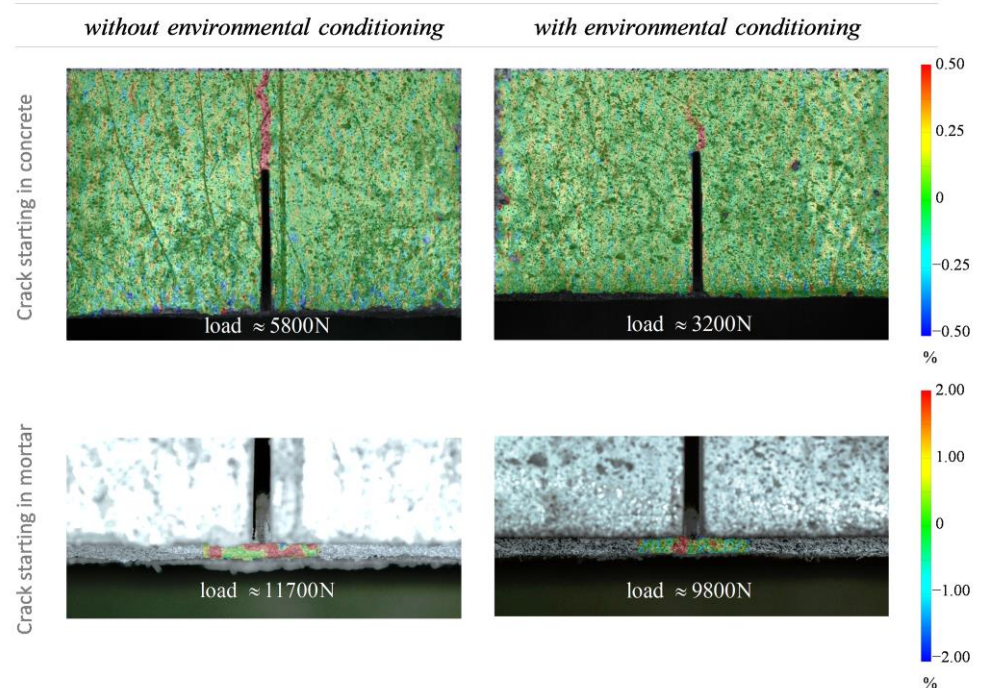 without environmental conditioning
with environmental conditioning
Crack starting in concrete
load ≈5800N
load ≈3200N
0.50
0.25
0
−0.25
−0.50
%
Crack starting in mortar
load ≈11700N
load ≈9800N
2.00
1.00
0
−1.00
−2.00
%